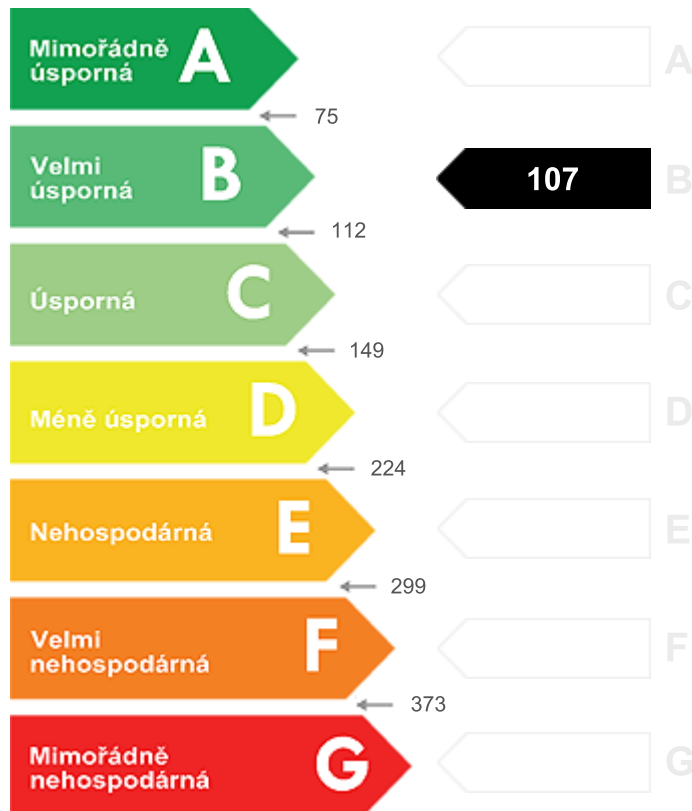 Mimořádně
úsporná
A
A
75
Velmi
úsporná
B
107
B
112
Úsporná
C
C
149
Méně úsporná
D
D
224
Nehospodárná
E
E
299
Velmi
nehospodárná
F
F
373
Mimořádně
nehospodárná
G
G